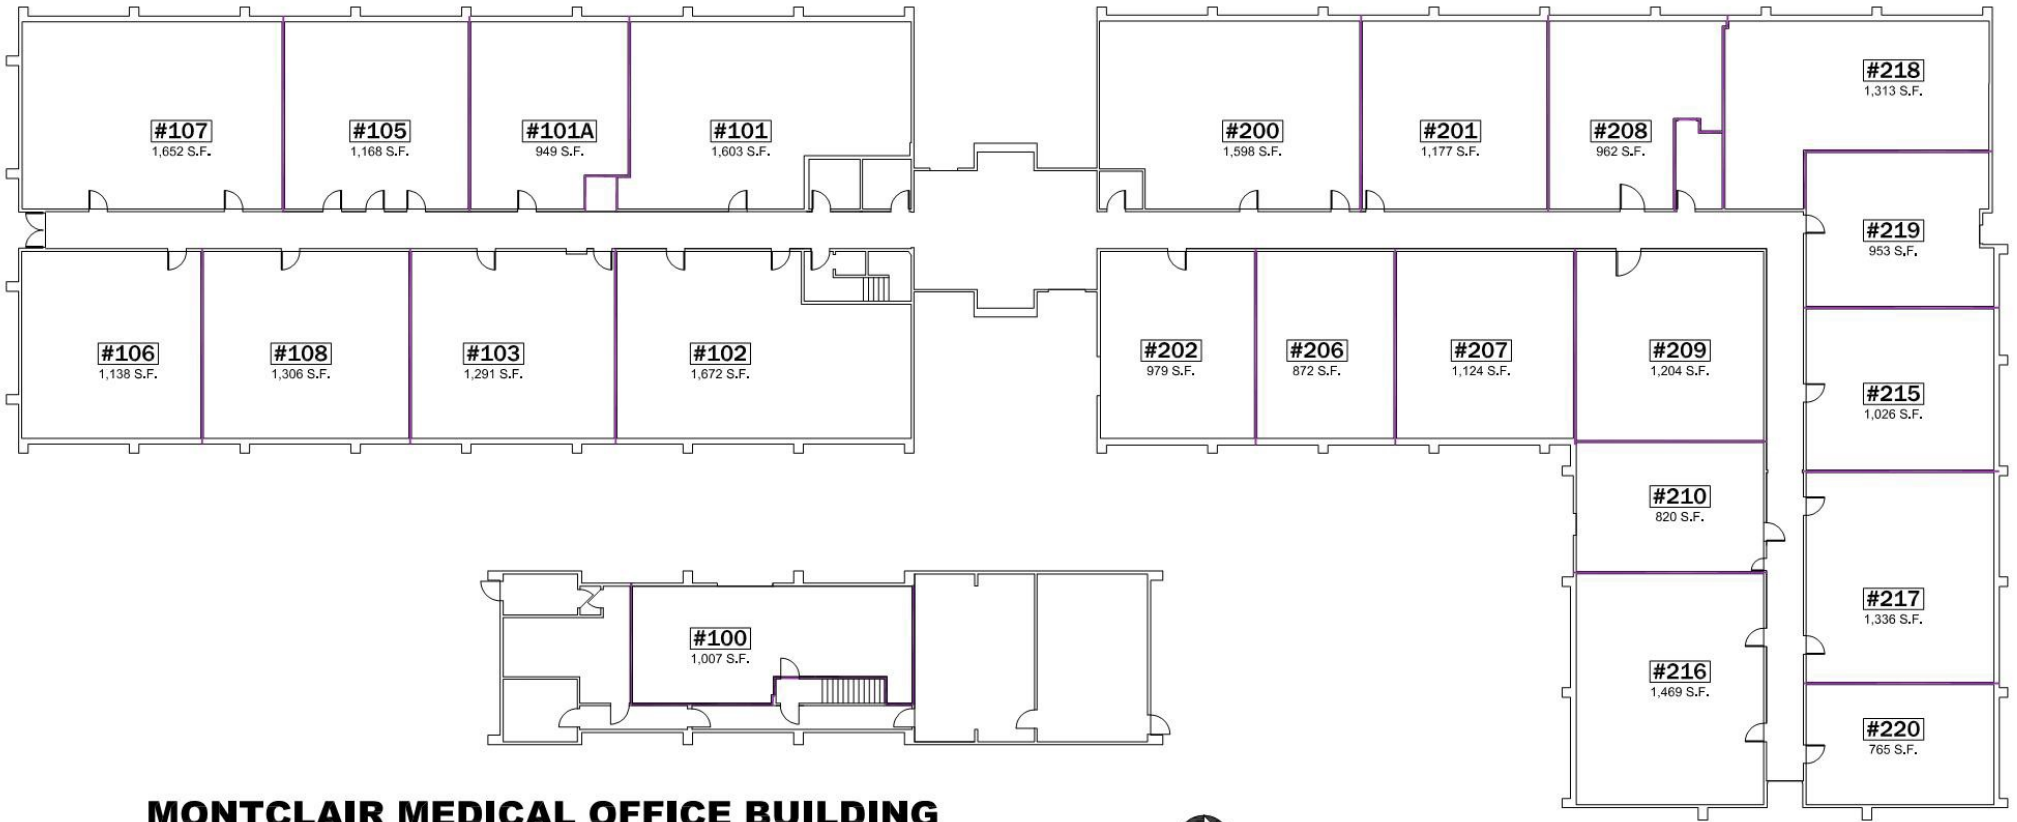 #107
1,652 S.F.
#105
1,168 S.F.
#101A
949 S.F.
#101
1,603 S.F.
#200
1,598 S.F.
#201
1,177 S.F.
#208
962 S.F.
#218
1,313 S.F.
#219
953 S.F.
#106
1,138 S.F.
#108
1,306 S.F.
#103
1,291 S.F.
#102
1,672 S.F.
#202
979 S.F.
#206
872 S.F.
#207
1,124 S.F.
#209
1,204 S.F.
#215
1,026 S.F.
#210
820 S.F.
#217
1,336 S.F.
#100
1,007 S.F.
#216
1,469 S.F.
#220
765 S.F.
MONTCLAIR MEDICAL OFFICE BUILDING